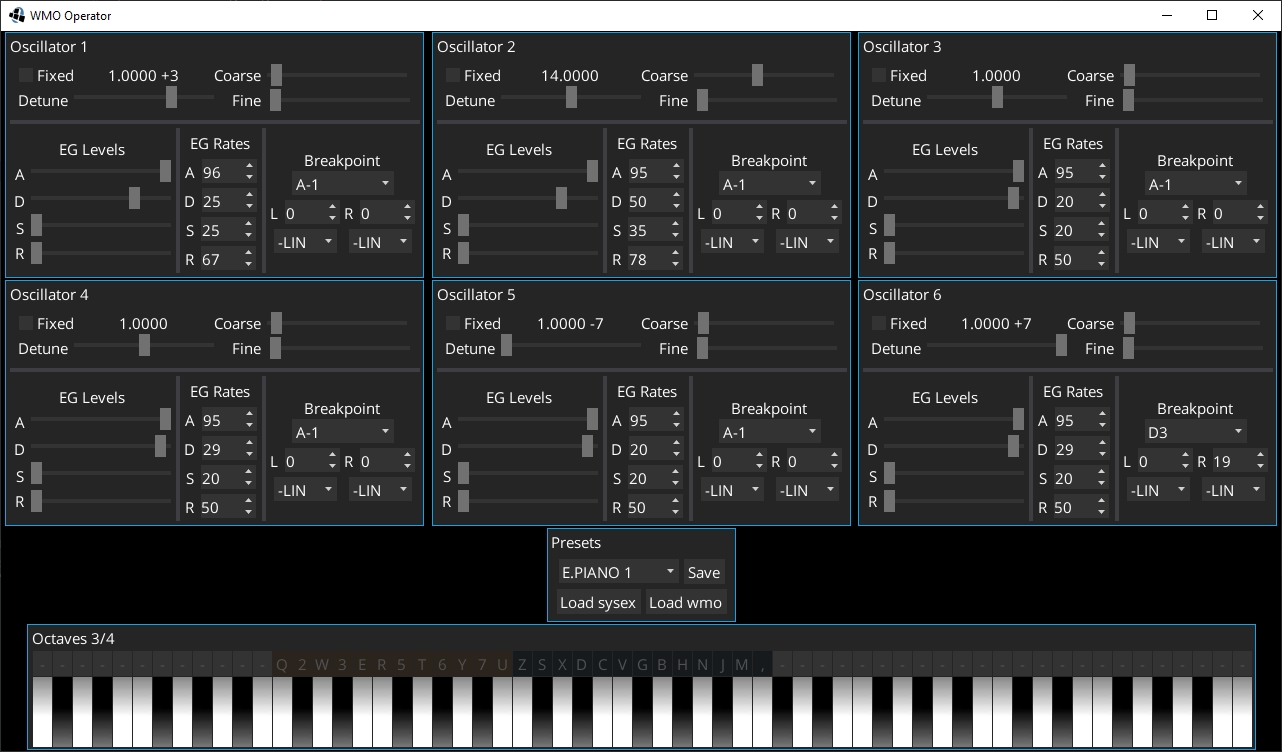 WMO Operator
Oscillator 1
Fixed 1.0000 +3 Coarse
Detune Fine
EG Levels EG Rates Breakpoint
A A 96 A-1
D D 25 L 0 R 0
S S 25 -LIN -LIN
R R 67
Oscillator 2
Fixed 14.0000 Coarse
Detune Fine
EG Levels EG Rates Breakpoint
A A 95 A-1
D D 50 L 0 R 0
S S 35 -LIN -LIN
R R 78
Oscillator 3
Fixed 1.0000 Coarse
Detune Fine
EG Levels EG Rates Breakpoint
A A 95 A-1
D D 20 L 0 R 0
S S 20 -LIN -LIN
R R 50
Oscillator 4
Fixed 1.0000 Coarse
Detune Fine
EG Levels EG Rates Breakpoint
A A 95 A-1
D D 29 L 0 R 0
S S 20 -LIN -LIN
R R 50
Oscillator 5
Fixed 1.0000 -7 Coarse
Detune Fine
EG Levels EG Rates Breakpoint
A A 95 A-1
D D 20 L 0 R 0
S S 20 -LIN -LIN
R R 50
Oscillator 6
Fixed 1.0000 +7 Coarse
Detune Fine
EG Levels EG Rates Breakpoint
A A 95 D3
D D 29 L 0 R 19
S S 20 -LIN -LIN
R R 50
Presets
E.PIANO 1 Save
Load sysex Load wmo
Octaves 3/4
- - - - - - - - - - - - Q 2 W 3 E R 5 T 6 Y 7 U Z S X D C V G B H N J M , - - - - - - - - - - - - - - - - - - - - - - - -